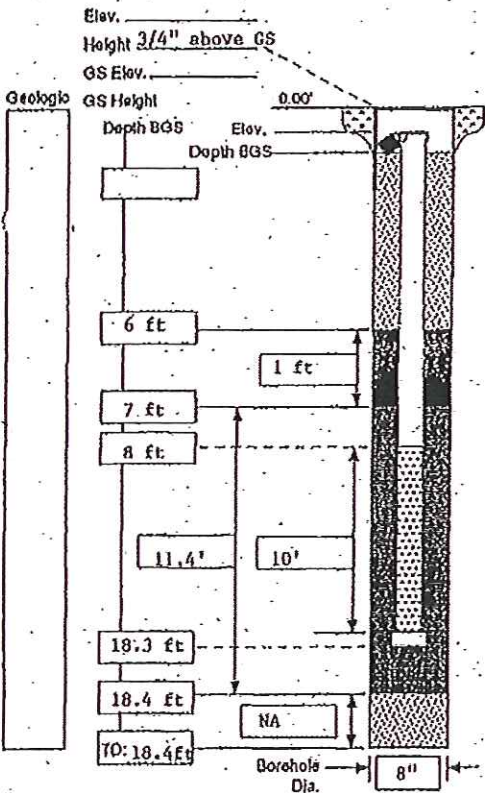 Elev.
Height 3/4" above GS
GS Elev.
Geologic GS Height 0.00'
Depth BGS Elev.
Depth BGS
6 ft
1 ft
7 ft
8 ft
11.4' 10'
18.3 ft
18.4 ft
NA
TD: 18.4ft
Borehole Dia. 8"